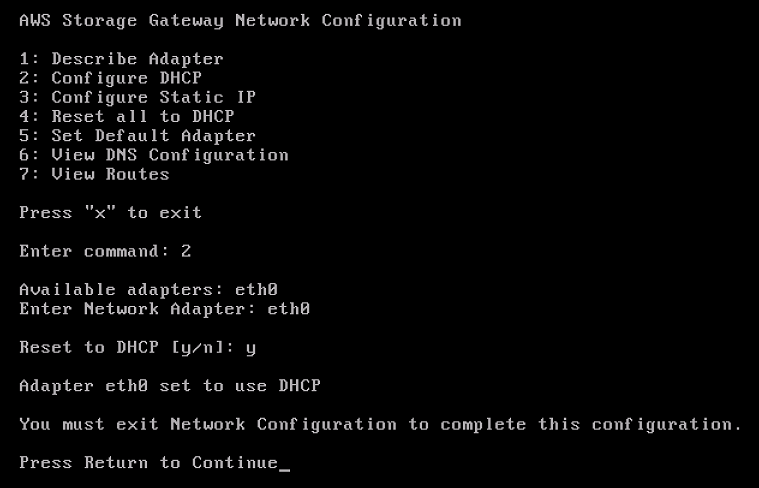 AWS Storage Gateway Network Configuration
1: Describe Adapter
2: Configure DHCP
3: Configure Static IP
4: Reset all to DHCP
5: Set Default Adapter
6: View DNS Configuration
7: View Routes
Press "x" to exit
Enter command: 2
Available adapters: eth0
Enter Network Adapter: eth0
Reset to DHCP [y/n]: y
Adapter eth0 set to use DHCP
You must exit Network Configuration to complete this configuration.
Press Return to Continue_